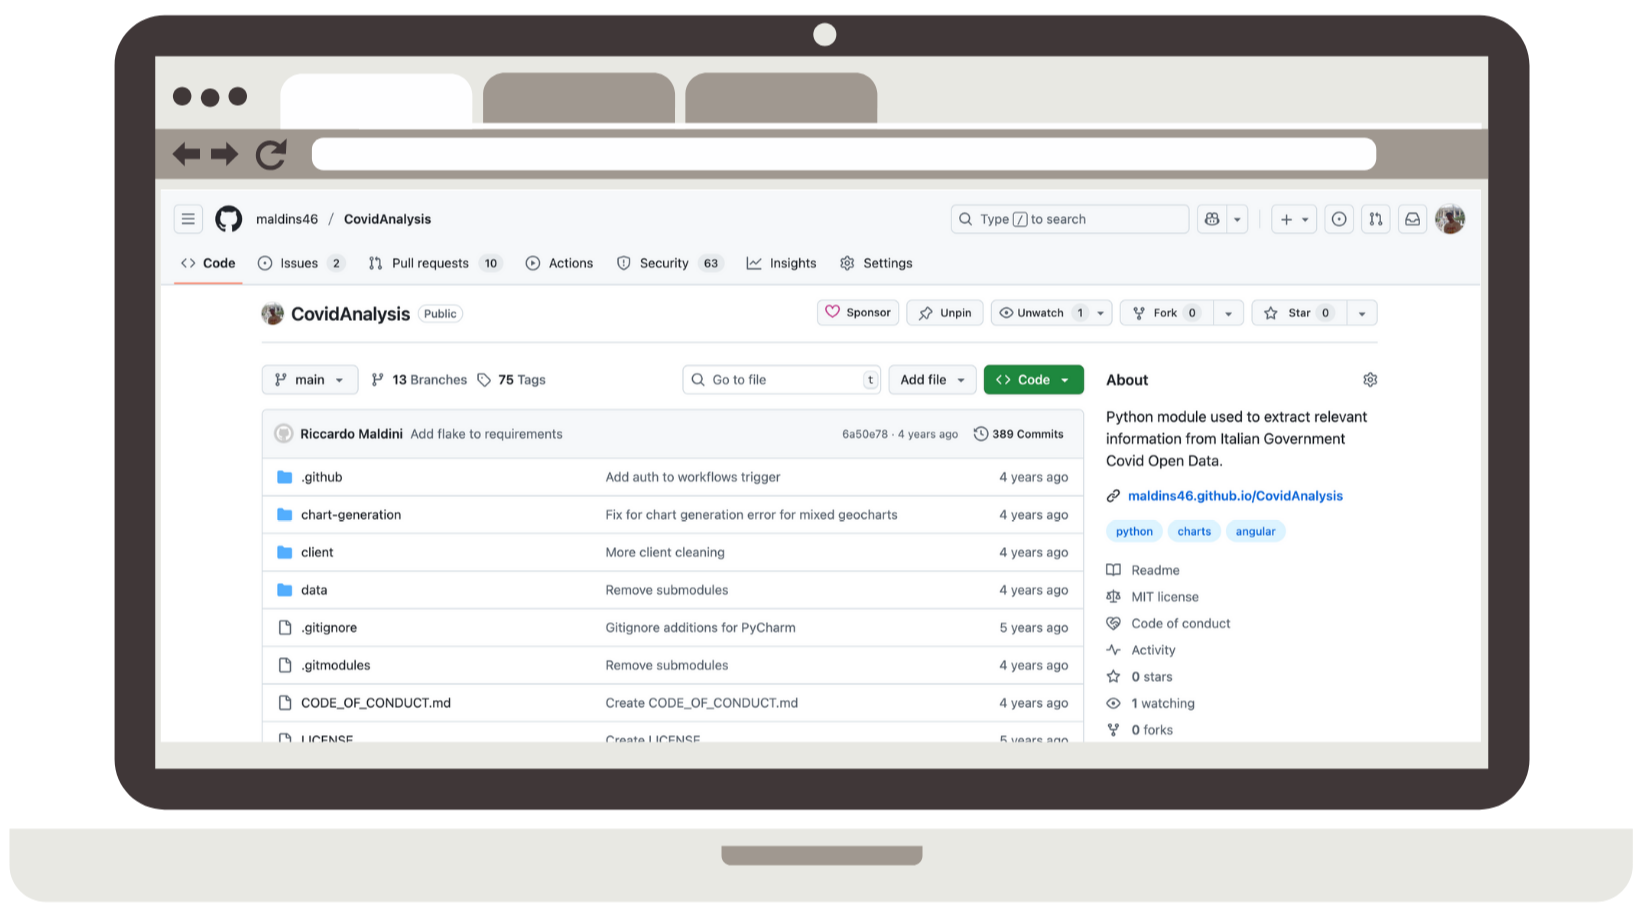 maldins46 / CovidAnalysis Type / to search
Code Issues 2 Pull requests 10 Actions Security 63 Insights Settings
CovidAnalysis Public Sponsor Unpin Unwatch 1 Fork 0 Star 0
main 13 Branches 75 Tags Go to file t Add file Code
Riccardo Maldini Add flake to requirements 6a50e78 · 4 years ago 389 Commits
.github Add auth to workflows trigger 4 years ago
chart-generation Fix for chart generation error for mixed geocharts 4 years ago
client More client cleaning 4 years ago
data Remove submodules 4 years ago
.gitignore Gitignore additions for PyCharm 5 years ago
.gitmodules Remove submodules 4 years ago
CODE_OF_CONDUCT.md Create CODE_OF_CONDUCT.md 4 years ago
LICENSE Create LICENSE 5 years ago
About
Python module used to extract relevant
information from Italian Government
Covid Open Data.
maldins46.github.io/CovidAnalysis
python charts angular
Readme
MIT license
Code of conduct
Activity
0 stars
1 watching
0 forks